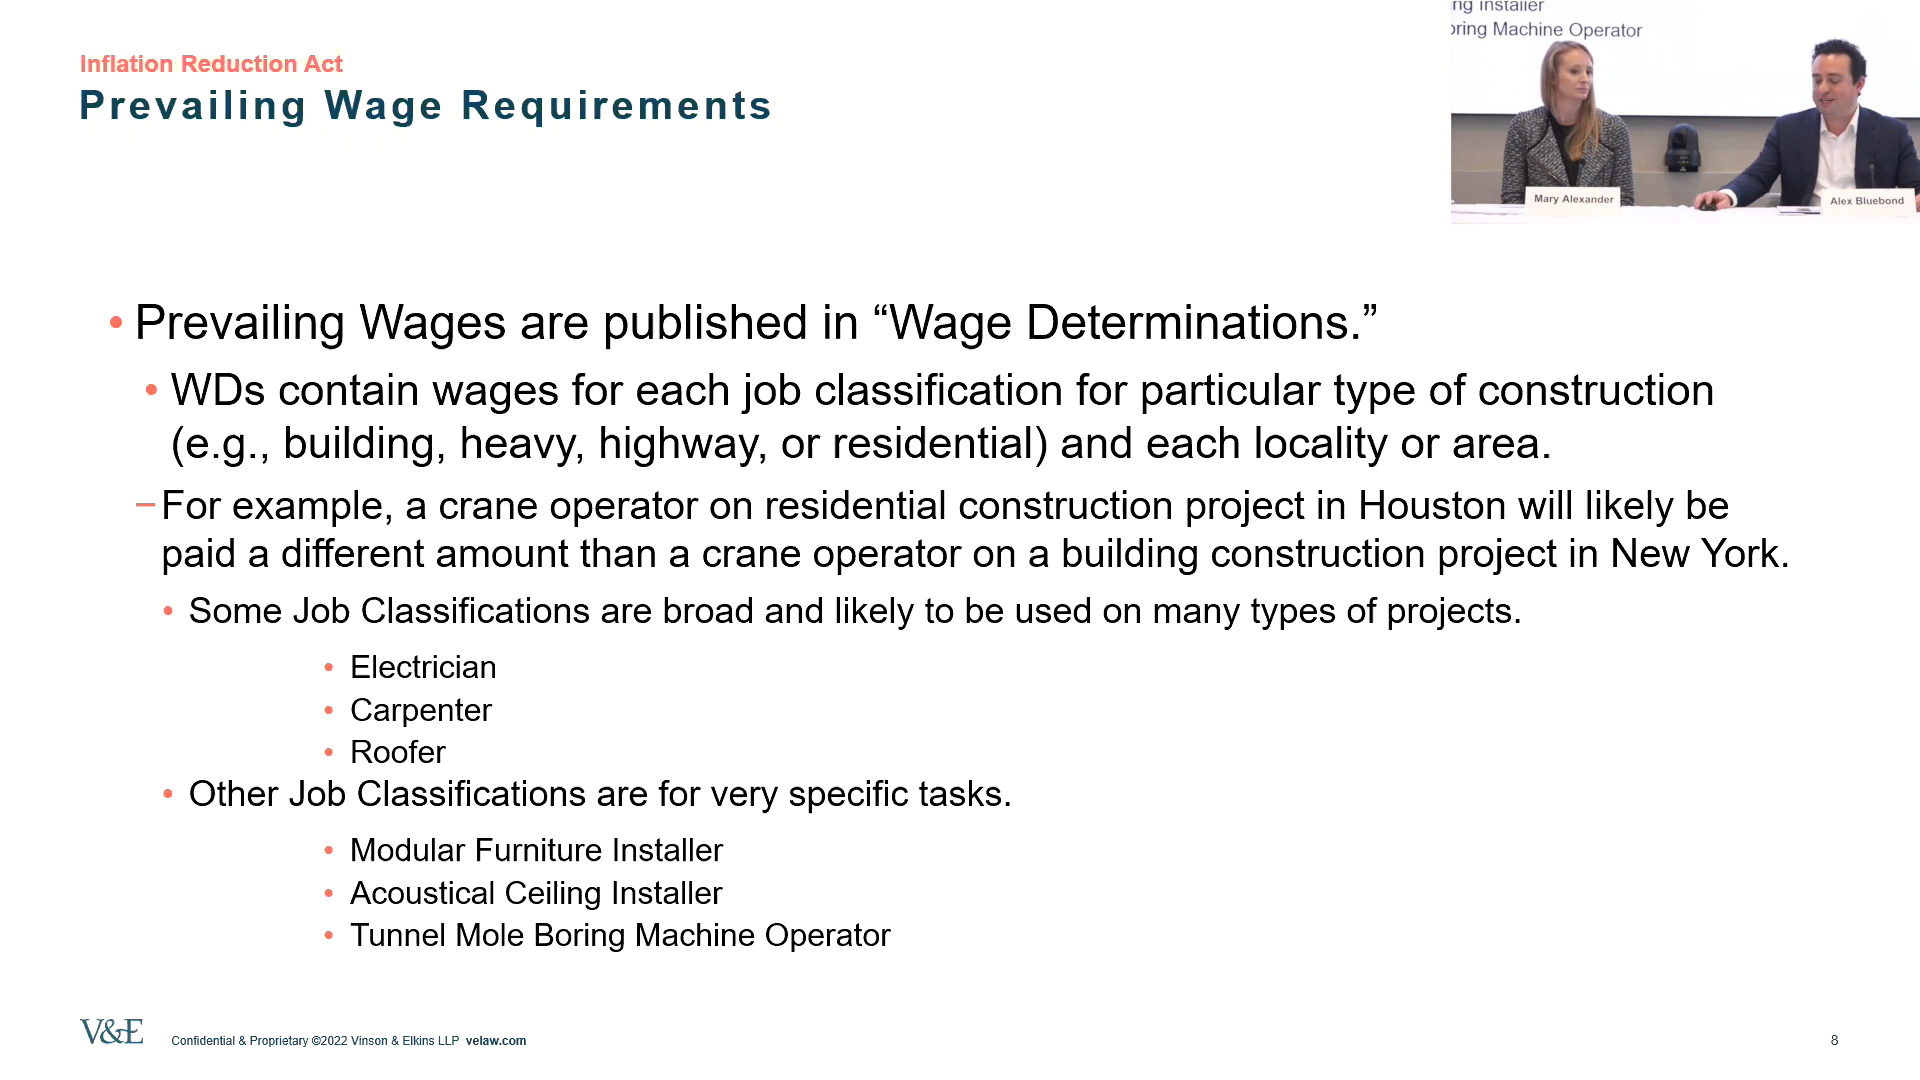 Inflation Reduction Act
Prevailing Wage Requirements
ng Installer
oring Machine Operator
Mary Alexander
Alex Bluebond
• Prevailing Wages are published in “Wage Determinations.”
• WDs contain wages for each job classification for particular type of construction
(e.g., building, heavy, highway, or residential) and each locality or area.
– For example, a crane operator on residential construction project in Houston will likely be
paid a different amount than a crane operator on a building construction project in New York.
• Some Job Classifications are broad and likely to be used on many types of projects.
• Electrician
• Carpenter
• Roofer
• Other Job Classifications are for very specific tasks.
• Modular Furniture Installer
• Acoustical Ceiling Installer
• Tunnel Mole Boring Machine Operator
V&E Confidential & Proprietary ©2022 Vinson & Elkins LLP velaw.com 8